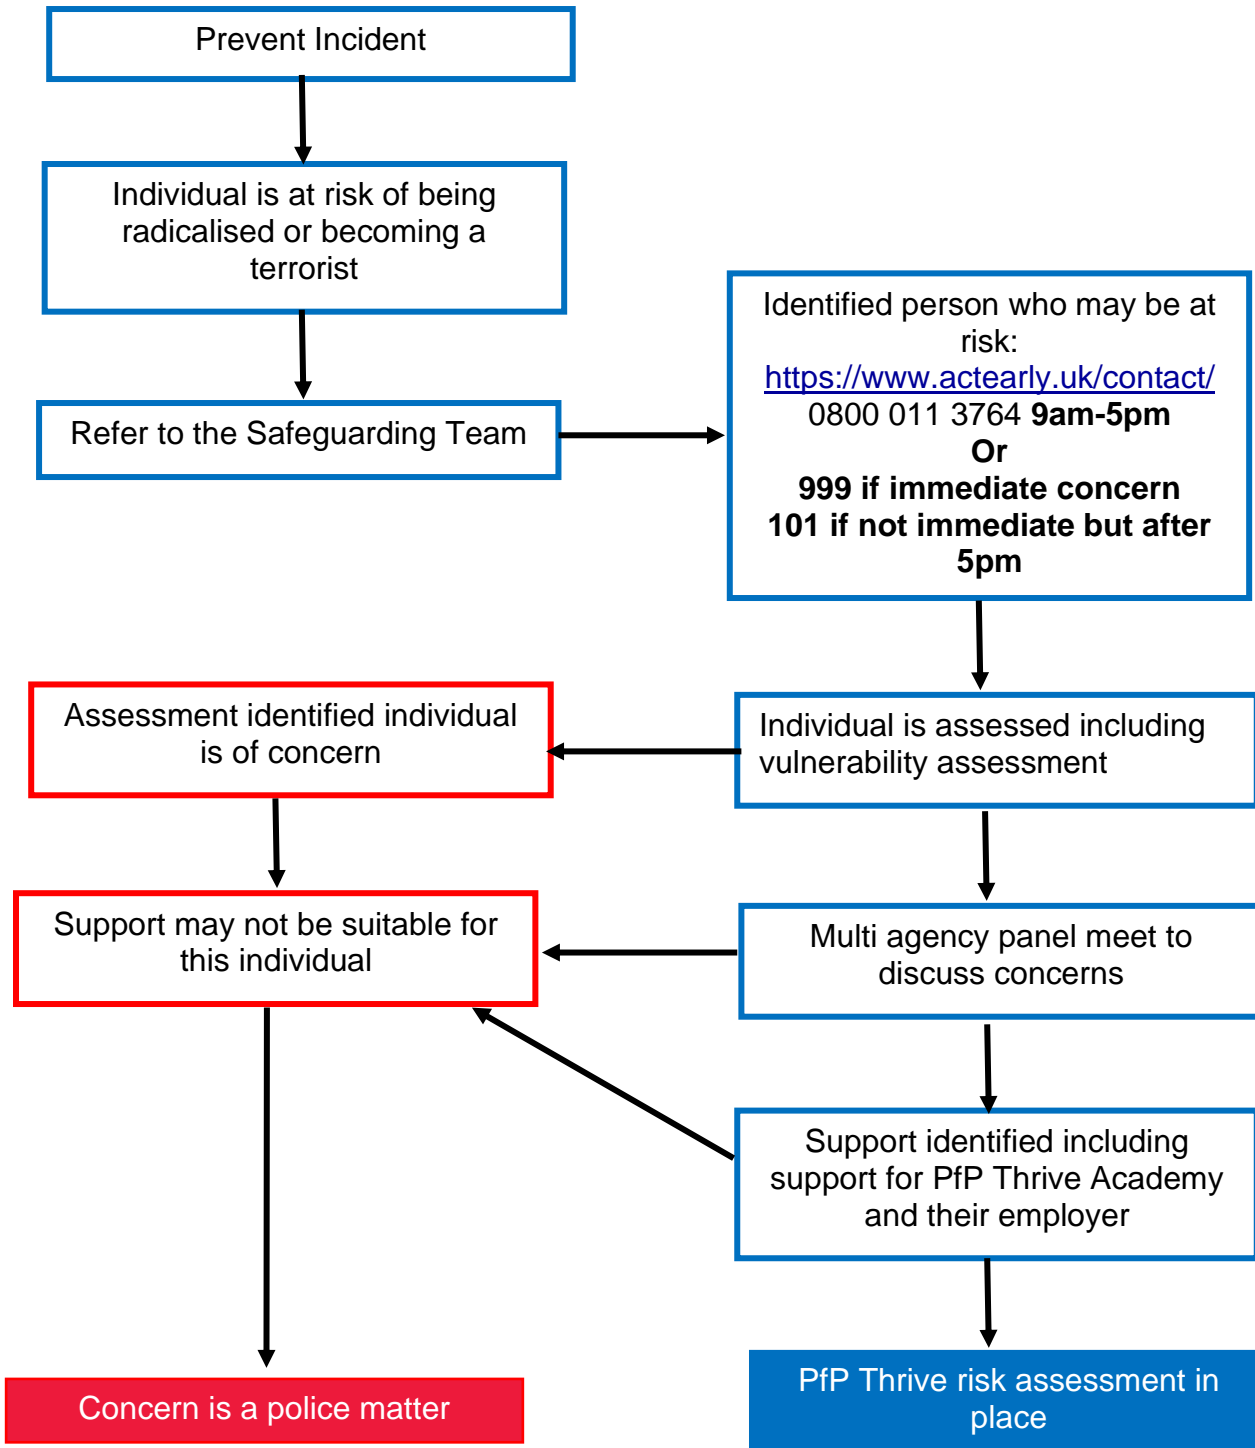 Prevent Incident
Individual is at risk of being
radicalised or becoming a
terrorist
Refer to the Safeguarding Team
Identified person who may be at
risk:
https://www.actearly.uk/contact/
0800 011 3764 9am-5pm
Or
999 if immediate concern
101 if not immediate but after
5pm
Assessment identified individual
is of concern
Individual is assessed including
vulnerability assessment
Support may not be suitable for
this individual
Multi agency panel meet to
discuss concerns
Support identified including
support for PfP Thrive Academy
and their employer
Concern is a police matter
PfP Thrive risk assessment in
place